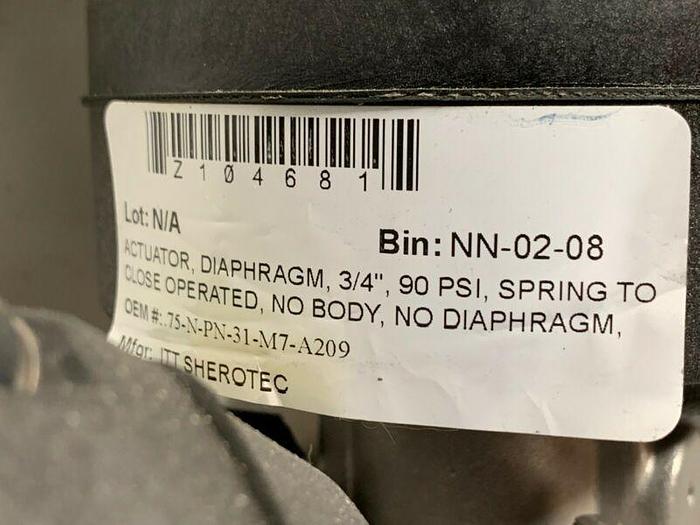 Z104681
Lot: N/A
Bin: NN-02-08
ACTUATOR, DIAPHRAGM, 3/4", 90 PSI, SPRING TO
CLOSE OPERATED, NO BODY, NO DIAPHRAGM,
OEM #:.75-N-PN-31-M7-A209
Mfgr: ITT SHEROTEC